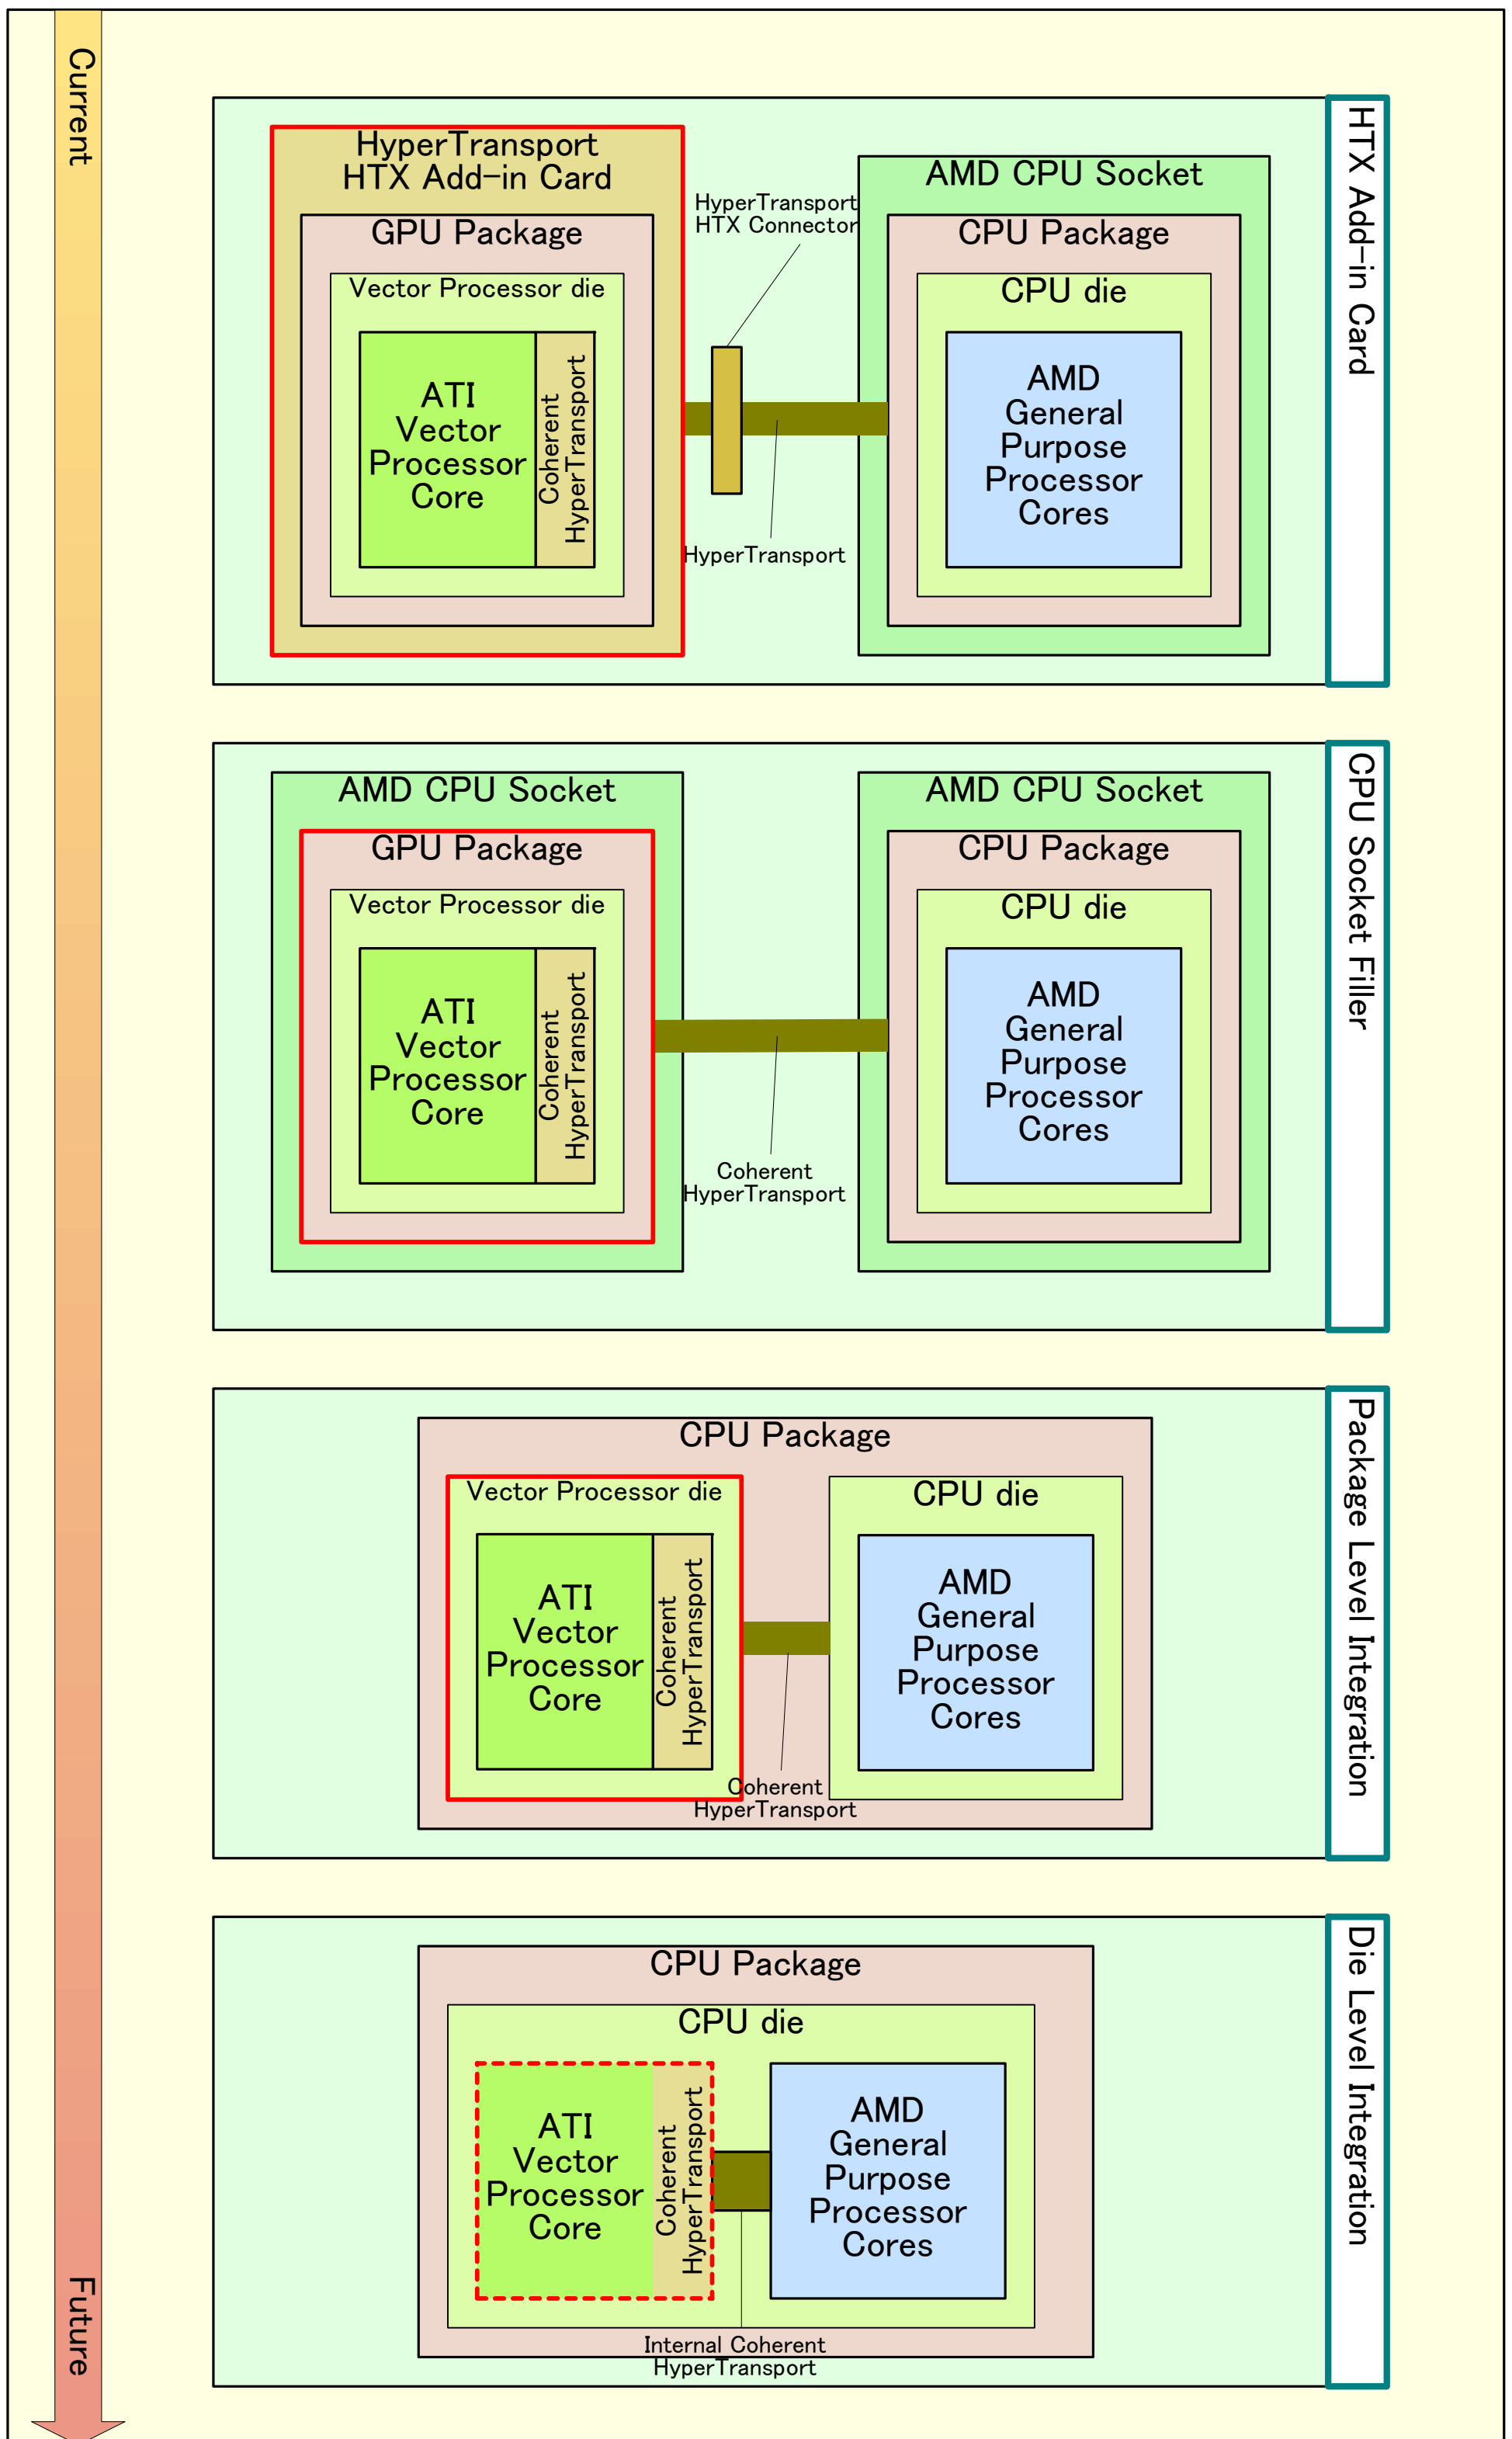 Current
HyperTransport
HTX Add-in Card
GPU Package
Vector Processor die
ATI
Vector
Processor
Core
Coherent
HyperTransport
HyperTransport
HTX Connector
HyperTransport
AMD CPU Socket
CPU Package
CPU die
AMD
General
Purpose
Processor
Cores
HTX Add-in Card
AMD CPU Socket
GPU Package
Vector Processor die
ATI
Vector
Processor
Core
Coherent
HyperTransport
Coherent
HyperTransport
AMD CPU Socket
CPU Package
CPU die
AMD
General
Purpose
Processor
Cores
CPU Socket Filler
CPU Package
Vector Processor die
ATI
Vector
Processor
Core
Coherent
HyperTransport
Coherent
HyperTransport
CPU die
AMD
General
Purpose
Processor
Cores
Package Level Integration
CPU Package
CPU die
ATI
Vector
Processor
Core
Coherent
HyperTransport
AMD
General
Purpose
Processor
Cores
Internal Coherent
HyperTransport
Die Level Integration
Future